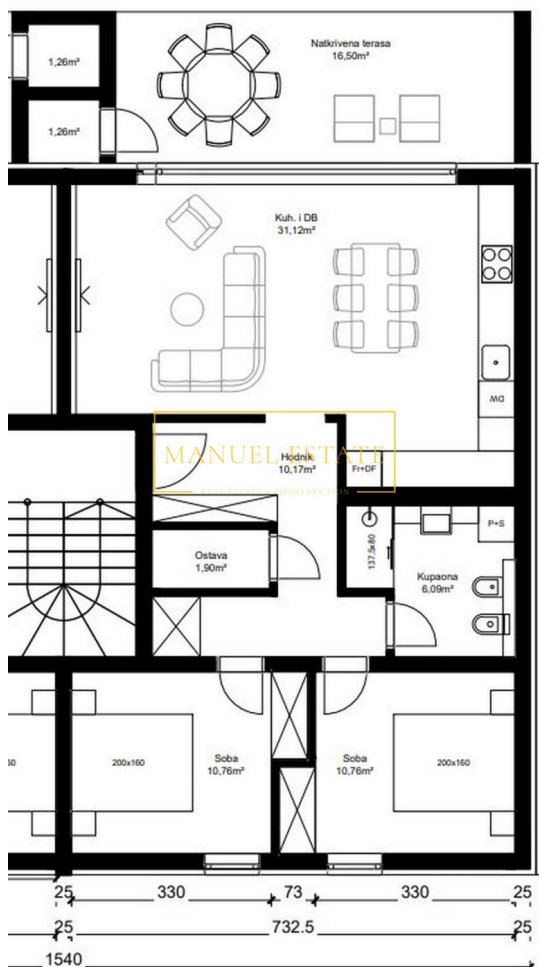 1,26m²
Natkrivena terasa
16,50m²
1,26m²
Kuh. i DB
31,12m²
DW
MANUEL ESTATE
REAL ESTATE & CONSTRUCTION
Hodnik
10,17m²
Fr+DF
P+S
137.5x80
Ostava
1,90m²
Kupaona
6,09m²
60
200x160
Soba
10,76m²
Soba
10,76m²
200x160
25 330 73 330 25
25 732.5 25
1540